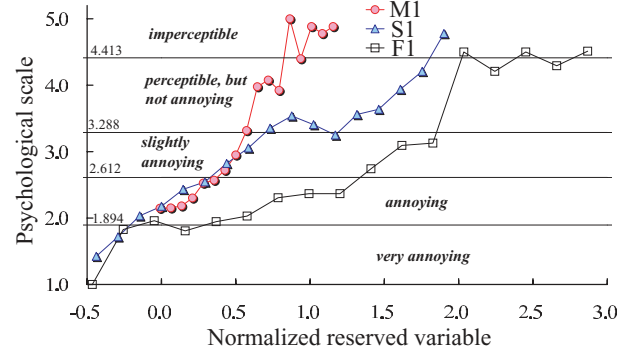 M1
S1
F1
5.0
4.0
3.0
2.0
1.0
Psychological scale
imperceptible
4.413
perceptible, but
not annoying
3.288
slightly
annoying
2.612
annoying
1.894
very annoying
-0.5
0.0
0.5
1.0
1.5
2.0
2.5
3.0
Normalized reserved variable